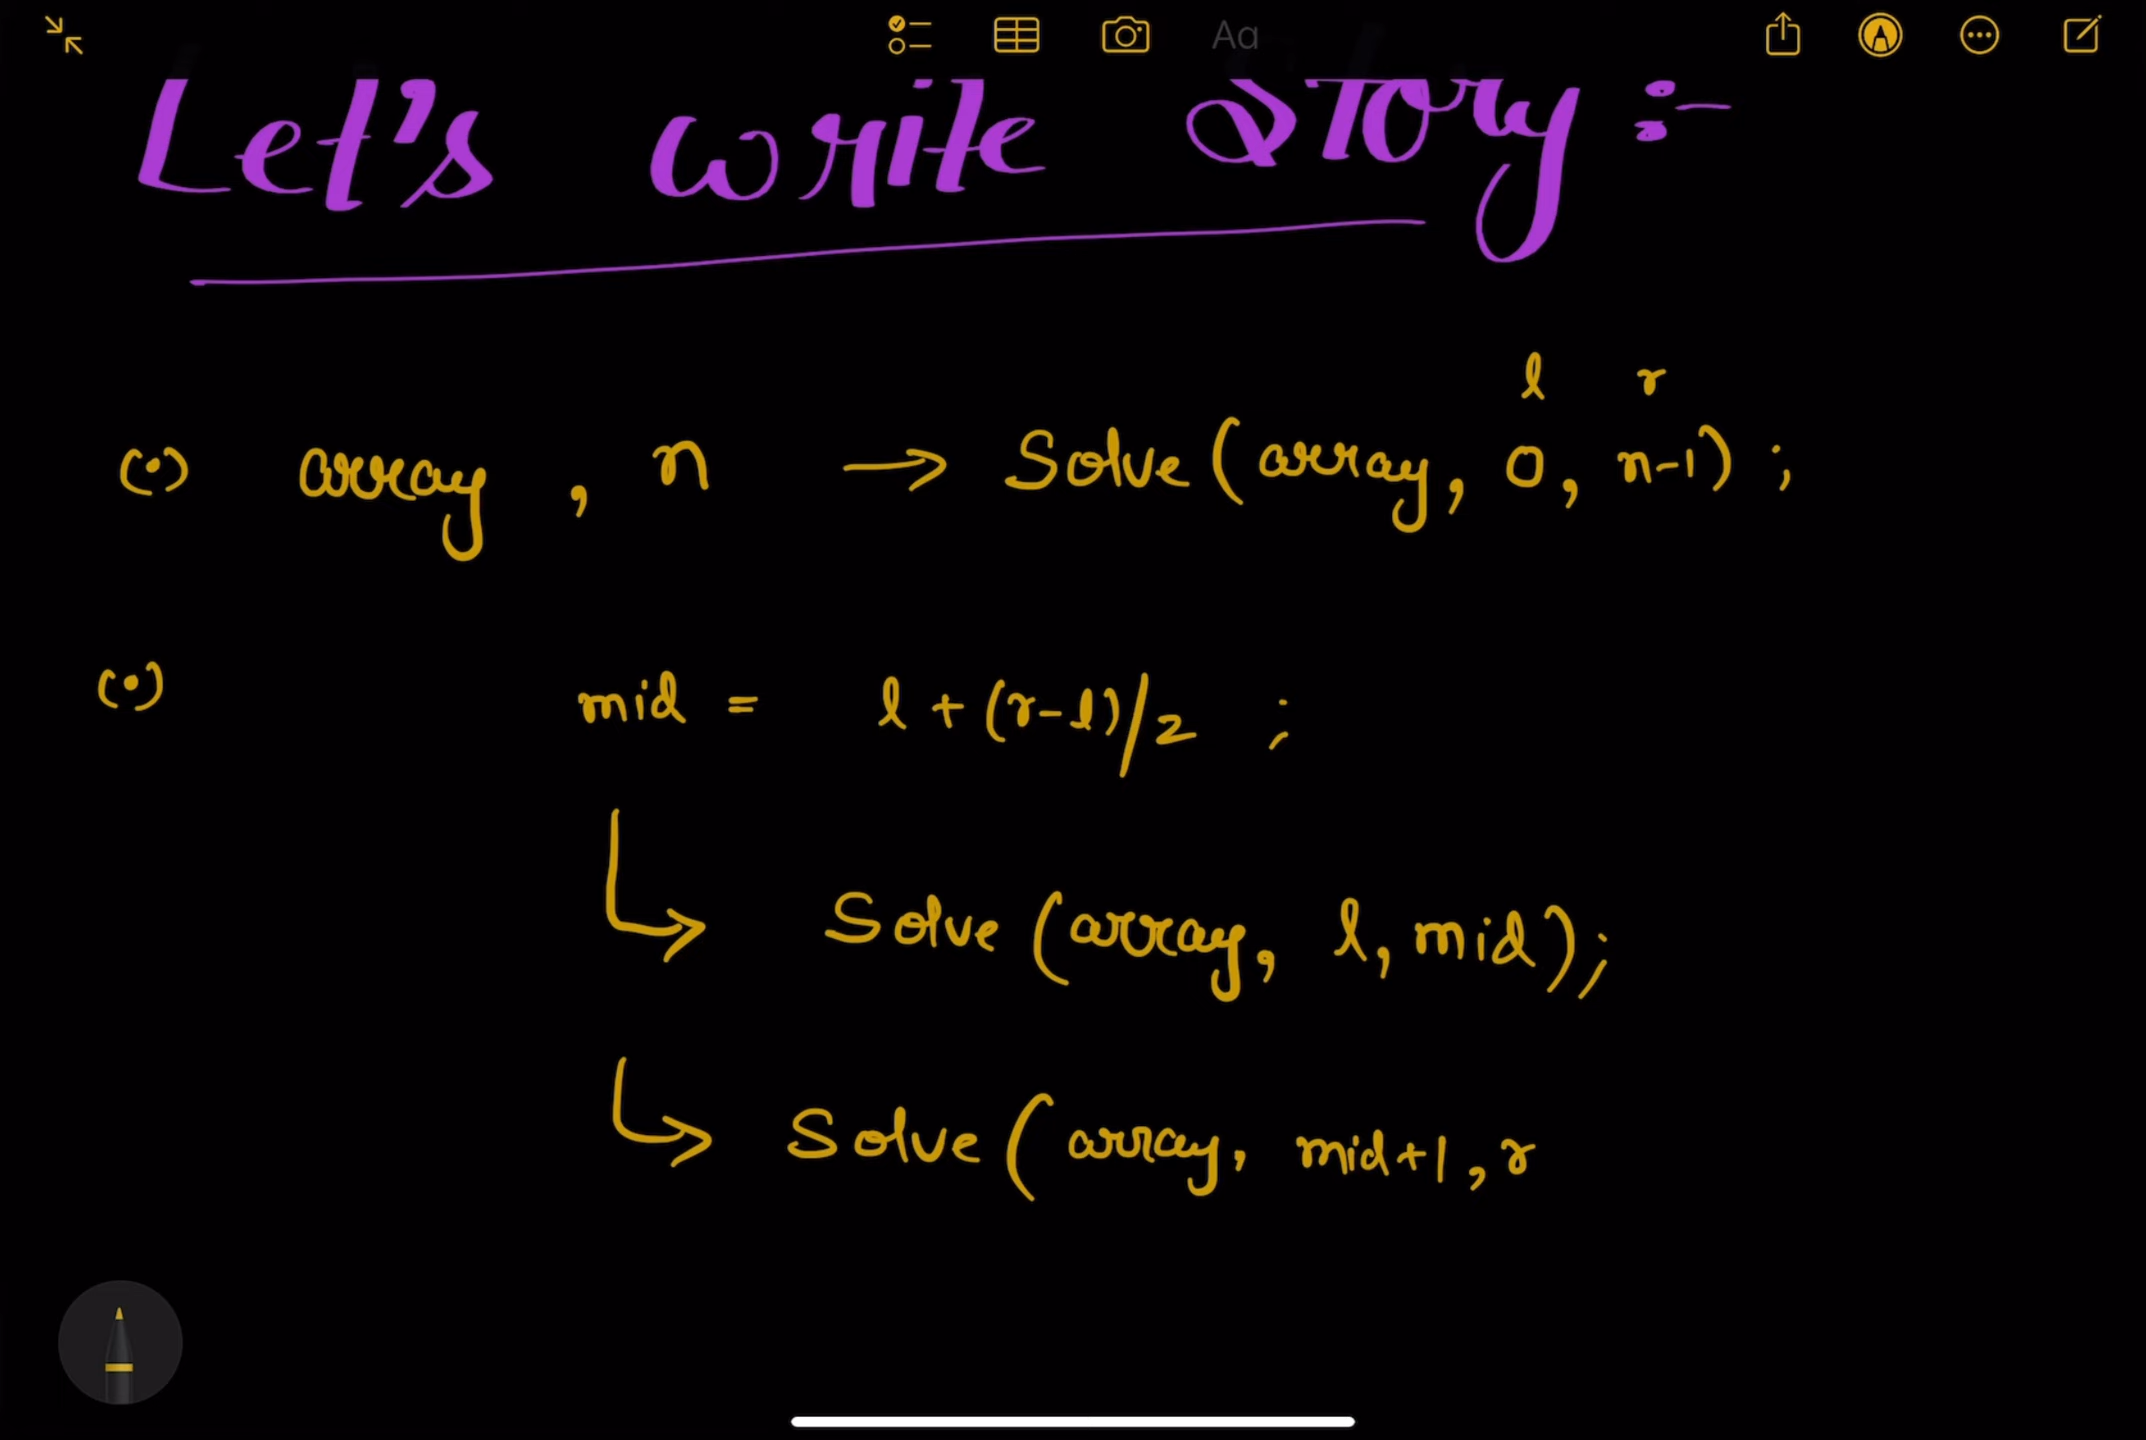 Aa
Let's write Story :-
l r
(•) array , n → Solve (array, 0, n-1) ;
(•) mid = l + (r-l)/2 ;
↳ Solve (array, l, mid);
↳ Solve ( array, mid+1, r